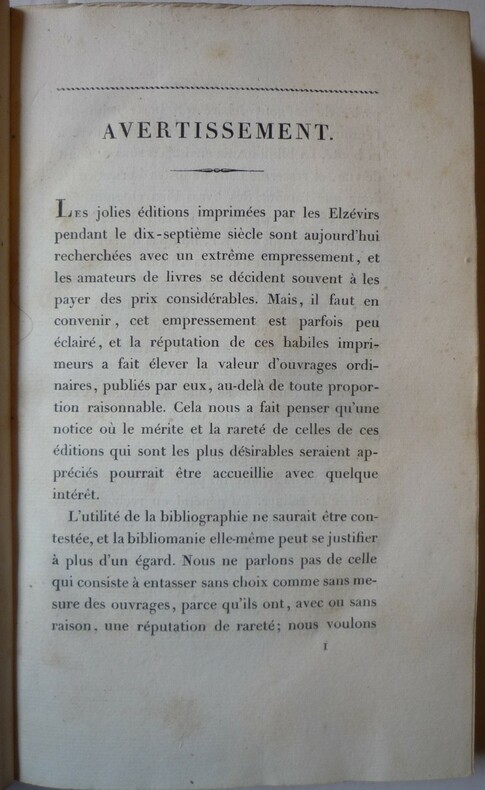 AVERTISSEMENT.
Les jolies éditions imprimées par les Elzévirs
pendant le dix-septième siècle sont aujourd'hui
recherchées avec un extrême empressement, et
les amateurs de livres se décident souvent à les
payer des prix considérables. Mais, il faut en
convenir, cet empressement est parfois peu
éclairé, et la réputation de ces habiles impri-
meurs a fait élever la valeur d'ouvrages ordi-
naires, publiés par eux, au-delà de toute propor-
tion raisonnable. Cela nous a fait penser qu'une
notice où le mérite et la rareté de celles de ces
éditions qui sont les plus désirables seraient ap-
préciés pourrait être accueillie avec quelque
intérêt.
L'utilité de la bibliographie ne saurait être con-
testée, et la bibliomanie elle-même peut se justifier
à plus d'un égard. Nous ne parlons pas de celle
qui consiste à entasser sans choix comme sans me-
sure des ouvrages, parce qu'ils ont, avec ou sans
raison, une réputation de rareté; nous voulons
1